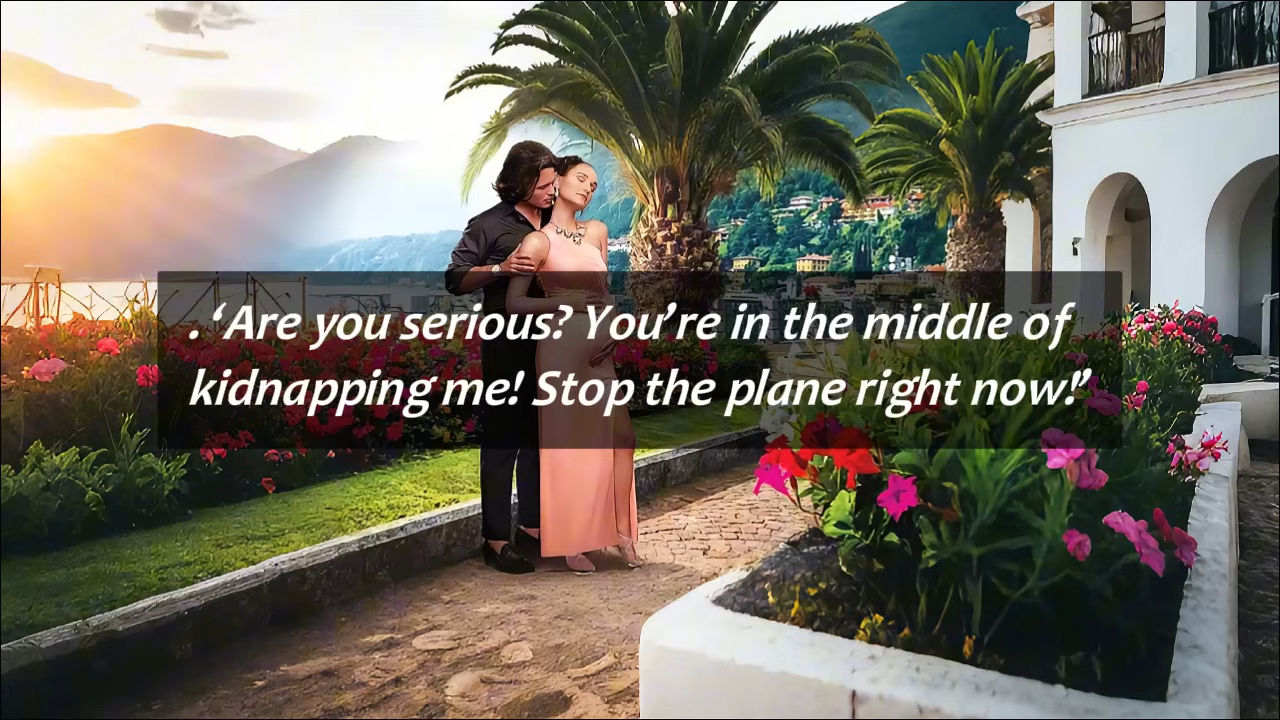 . ‘Are you serious? You’re in the middle of
kidnapping me! Stop the plane right now!’